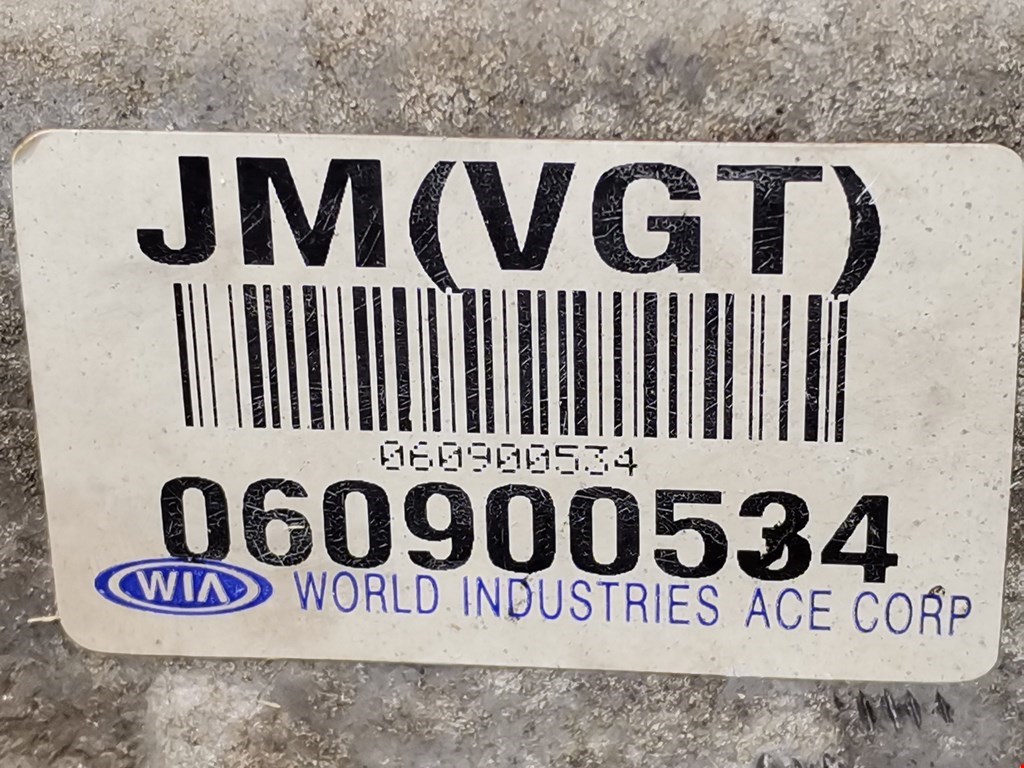 JM(VGT)
060900534
060900534
WIA WORLD INDUSTRIES ACE CORP